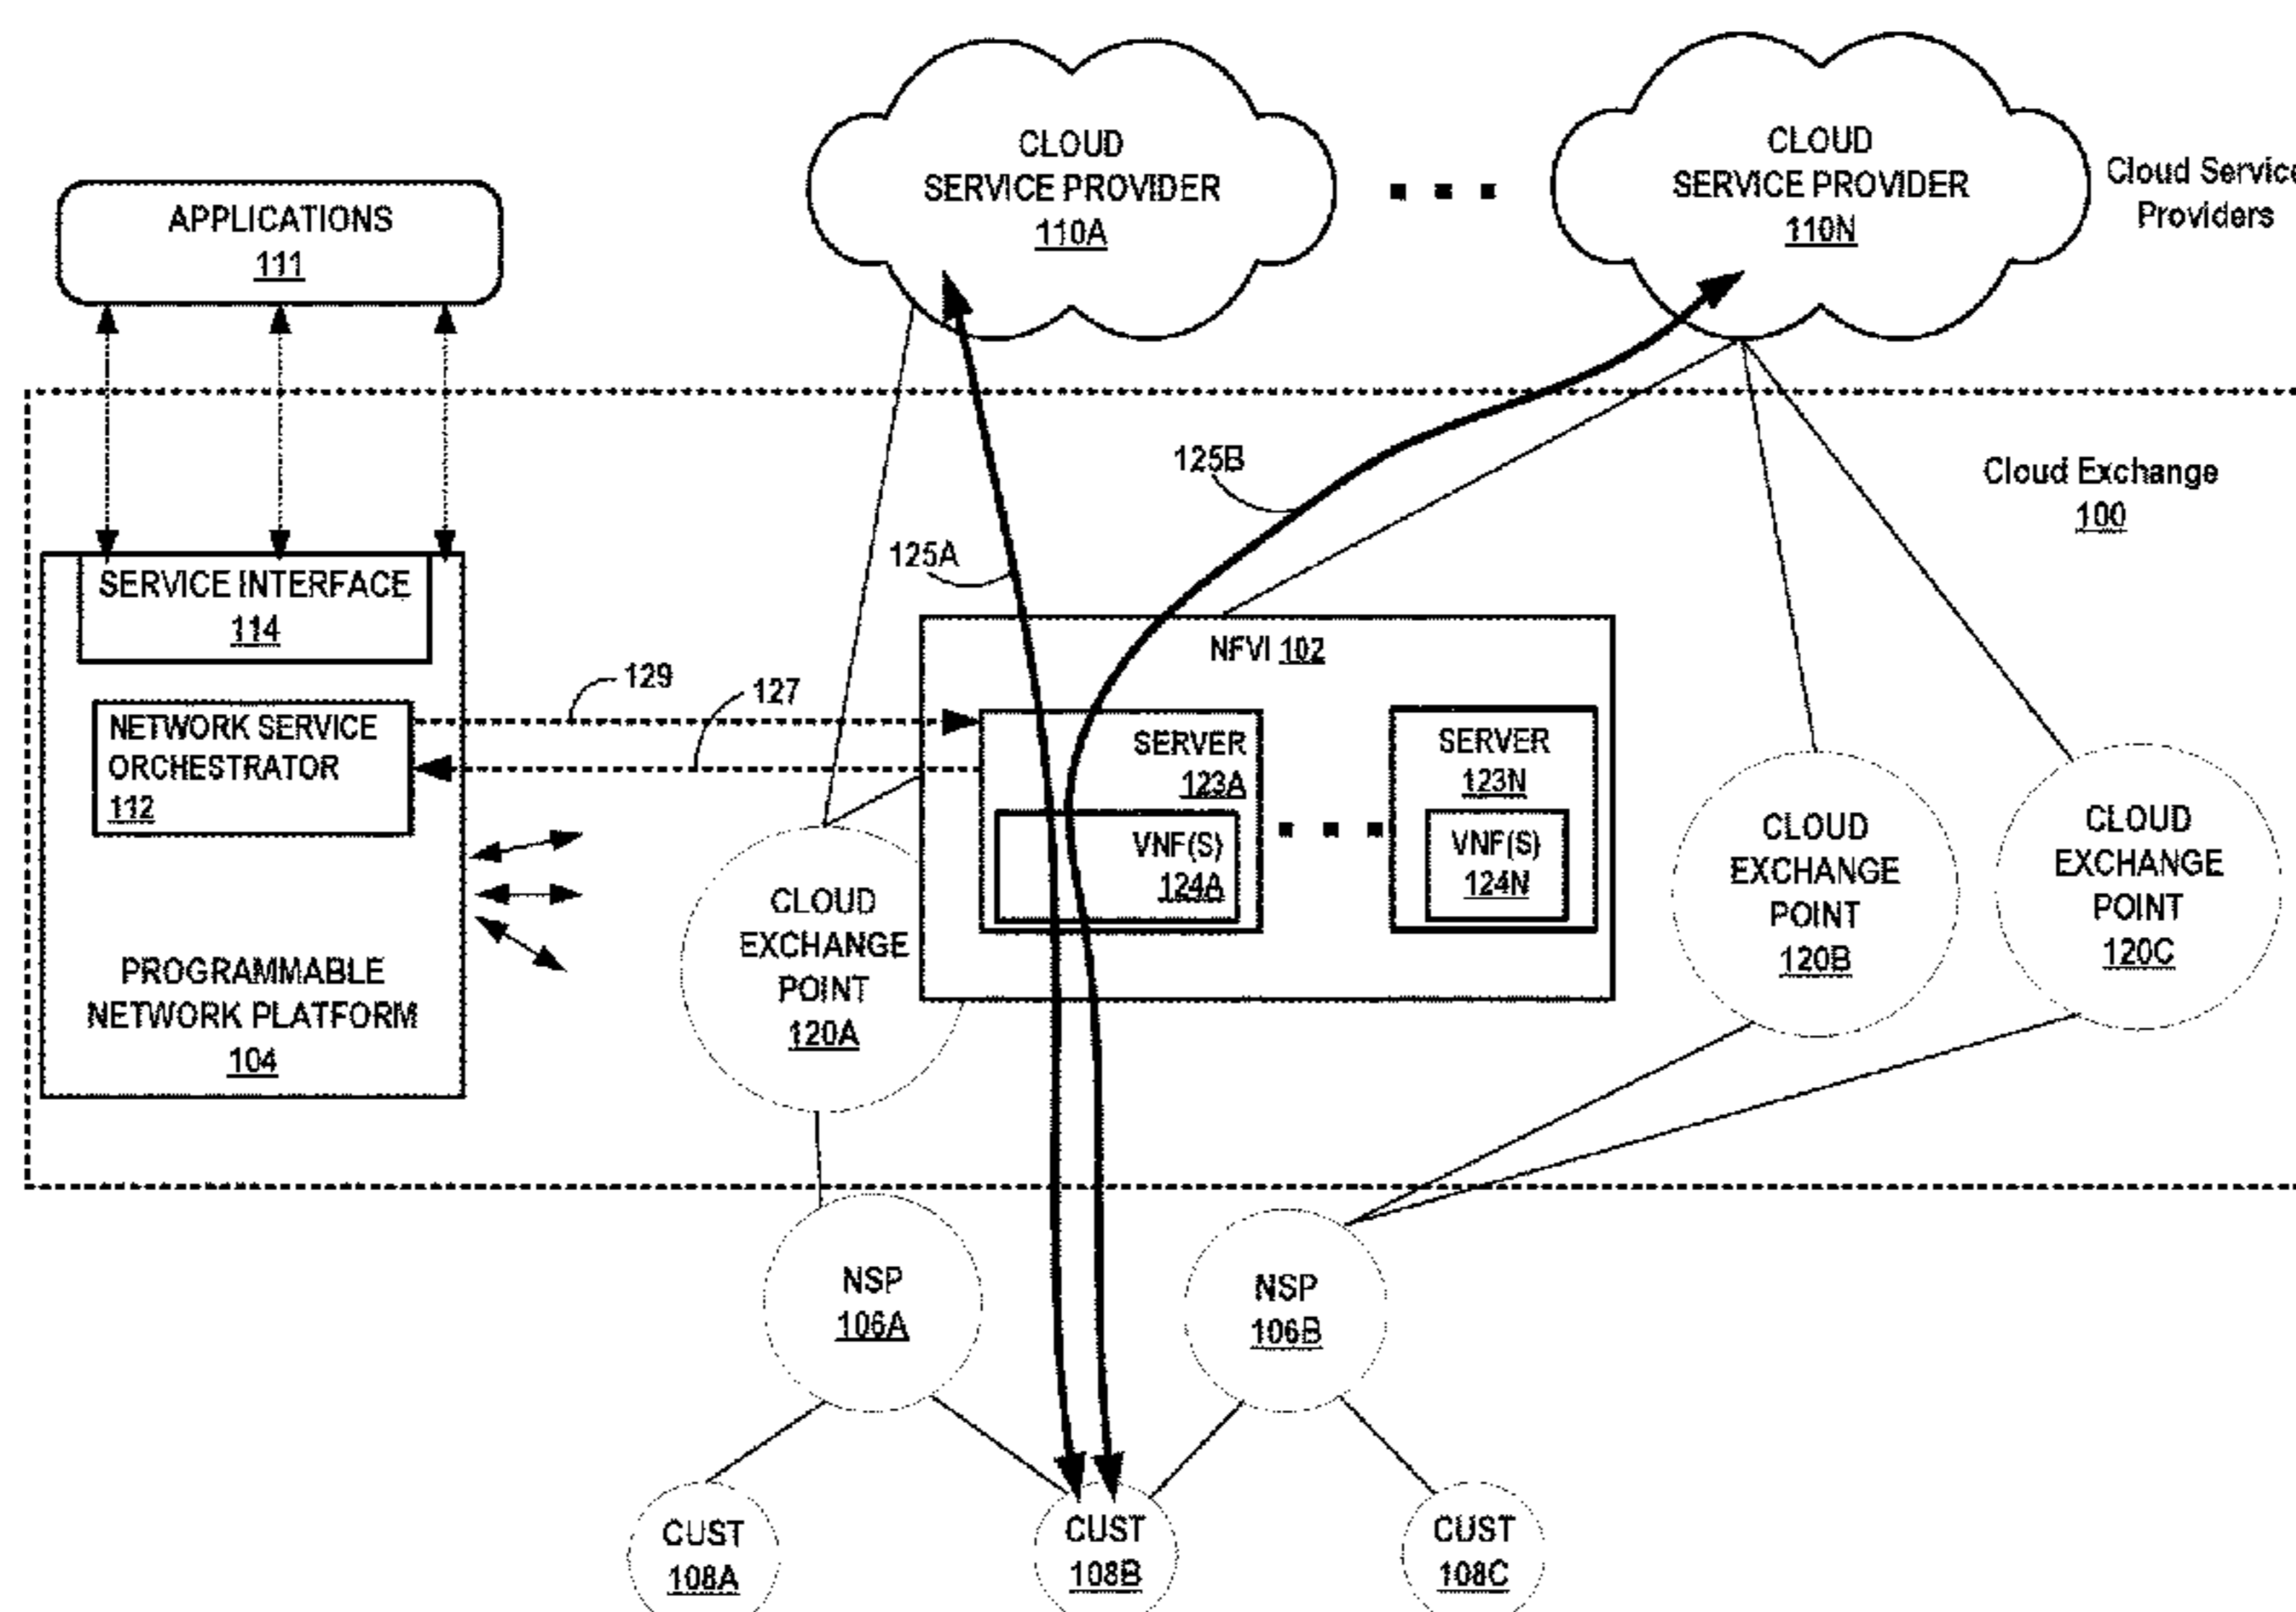 CLOUD
SERVICE PROVIDER
110A
CLOUD
SERVICE PROVIDER
110N
Cloud Service
Providers
APPLICATIONS
111
Cloud Exchange
100
125B
125A
SERVICE INTERFACE
114
129
127
NETWORK SERVICE
ORCHESTRATOR
112
PROGRAMMABLE
NETWORK PLATFORM
104
NFVI 102
SERVER
123A
VNF(S)
124A
SERVER
123N
VNF(S)
124N
CLOUD
EXCHANGE
POINT
120A
CLOUD
EXCHANGE
POINT
120B
CLOUD
EXCHANGE
POINT
120C
NSP
106A
NSP
106B
CUST
108A
CUST
108B
CUST
108C